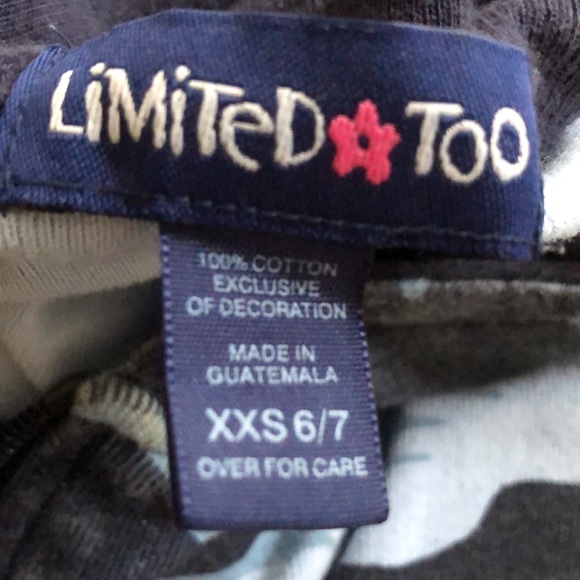 LiMiTeD TOO
100% COTTON
EXCLUSIVE
OF DECORATION
MADE IN
GUATEMALA
XXS 6/7
OVER FOR CARE